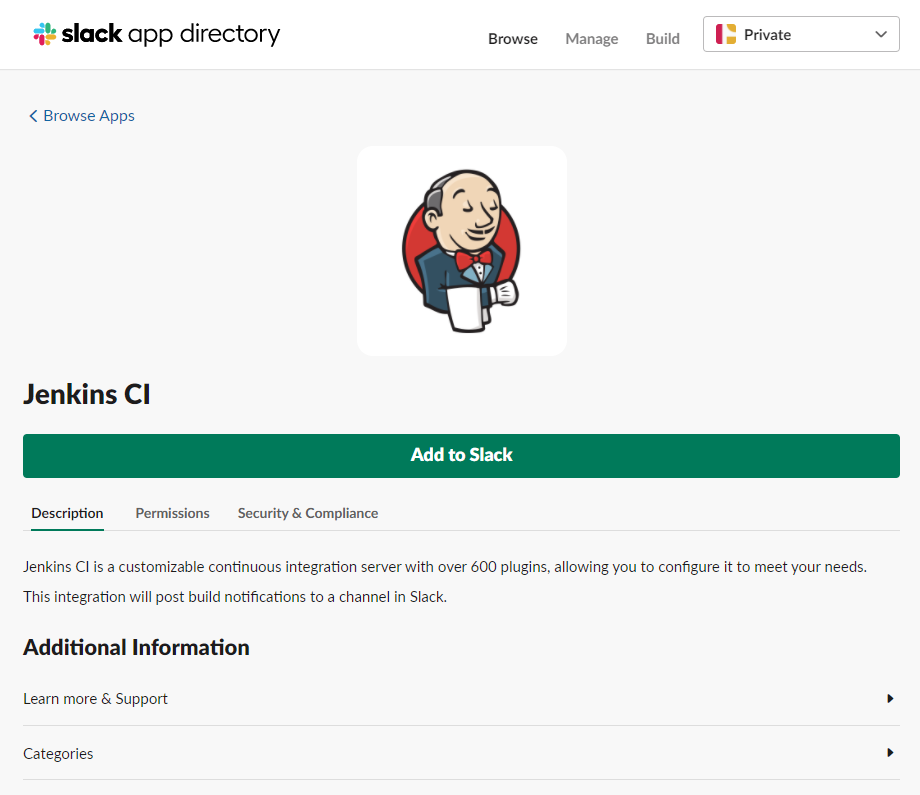 slack app directory
Browse
Manage
Build
Private
Browse Apps
Jenkins CI
Add to Slack
Description
Permissions
Security & Compliance
Jenkins CI is a customizable continuous integration server with over 600 plugins, allowing you to configure it to meet your needs.
This integration will post build notifications to a channel in Slack.
Additional Information
Learn more & Support
Categories